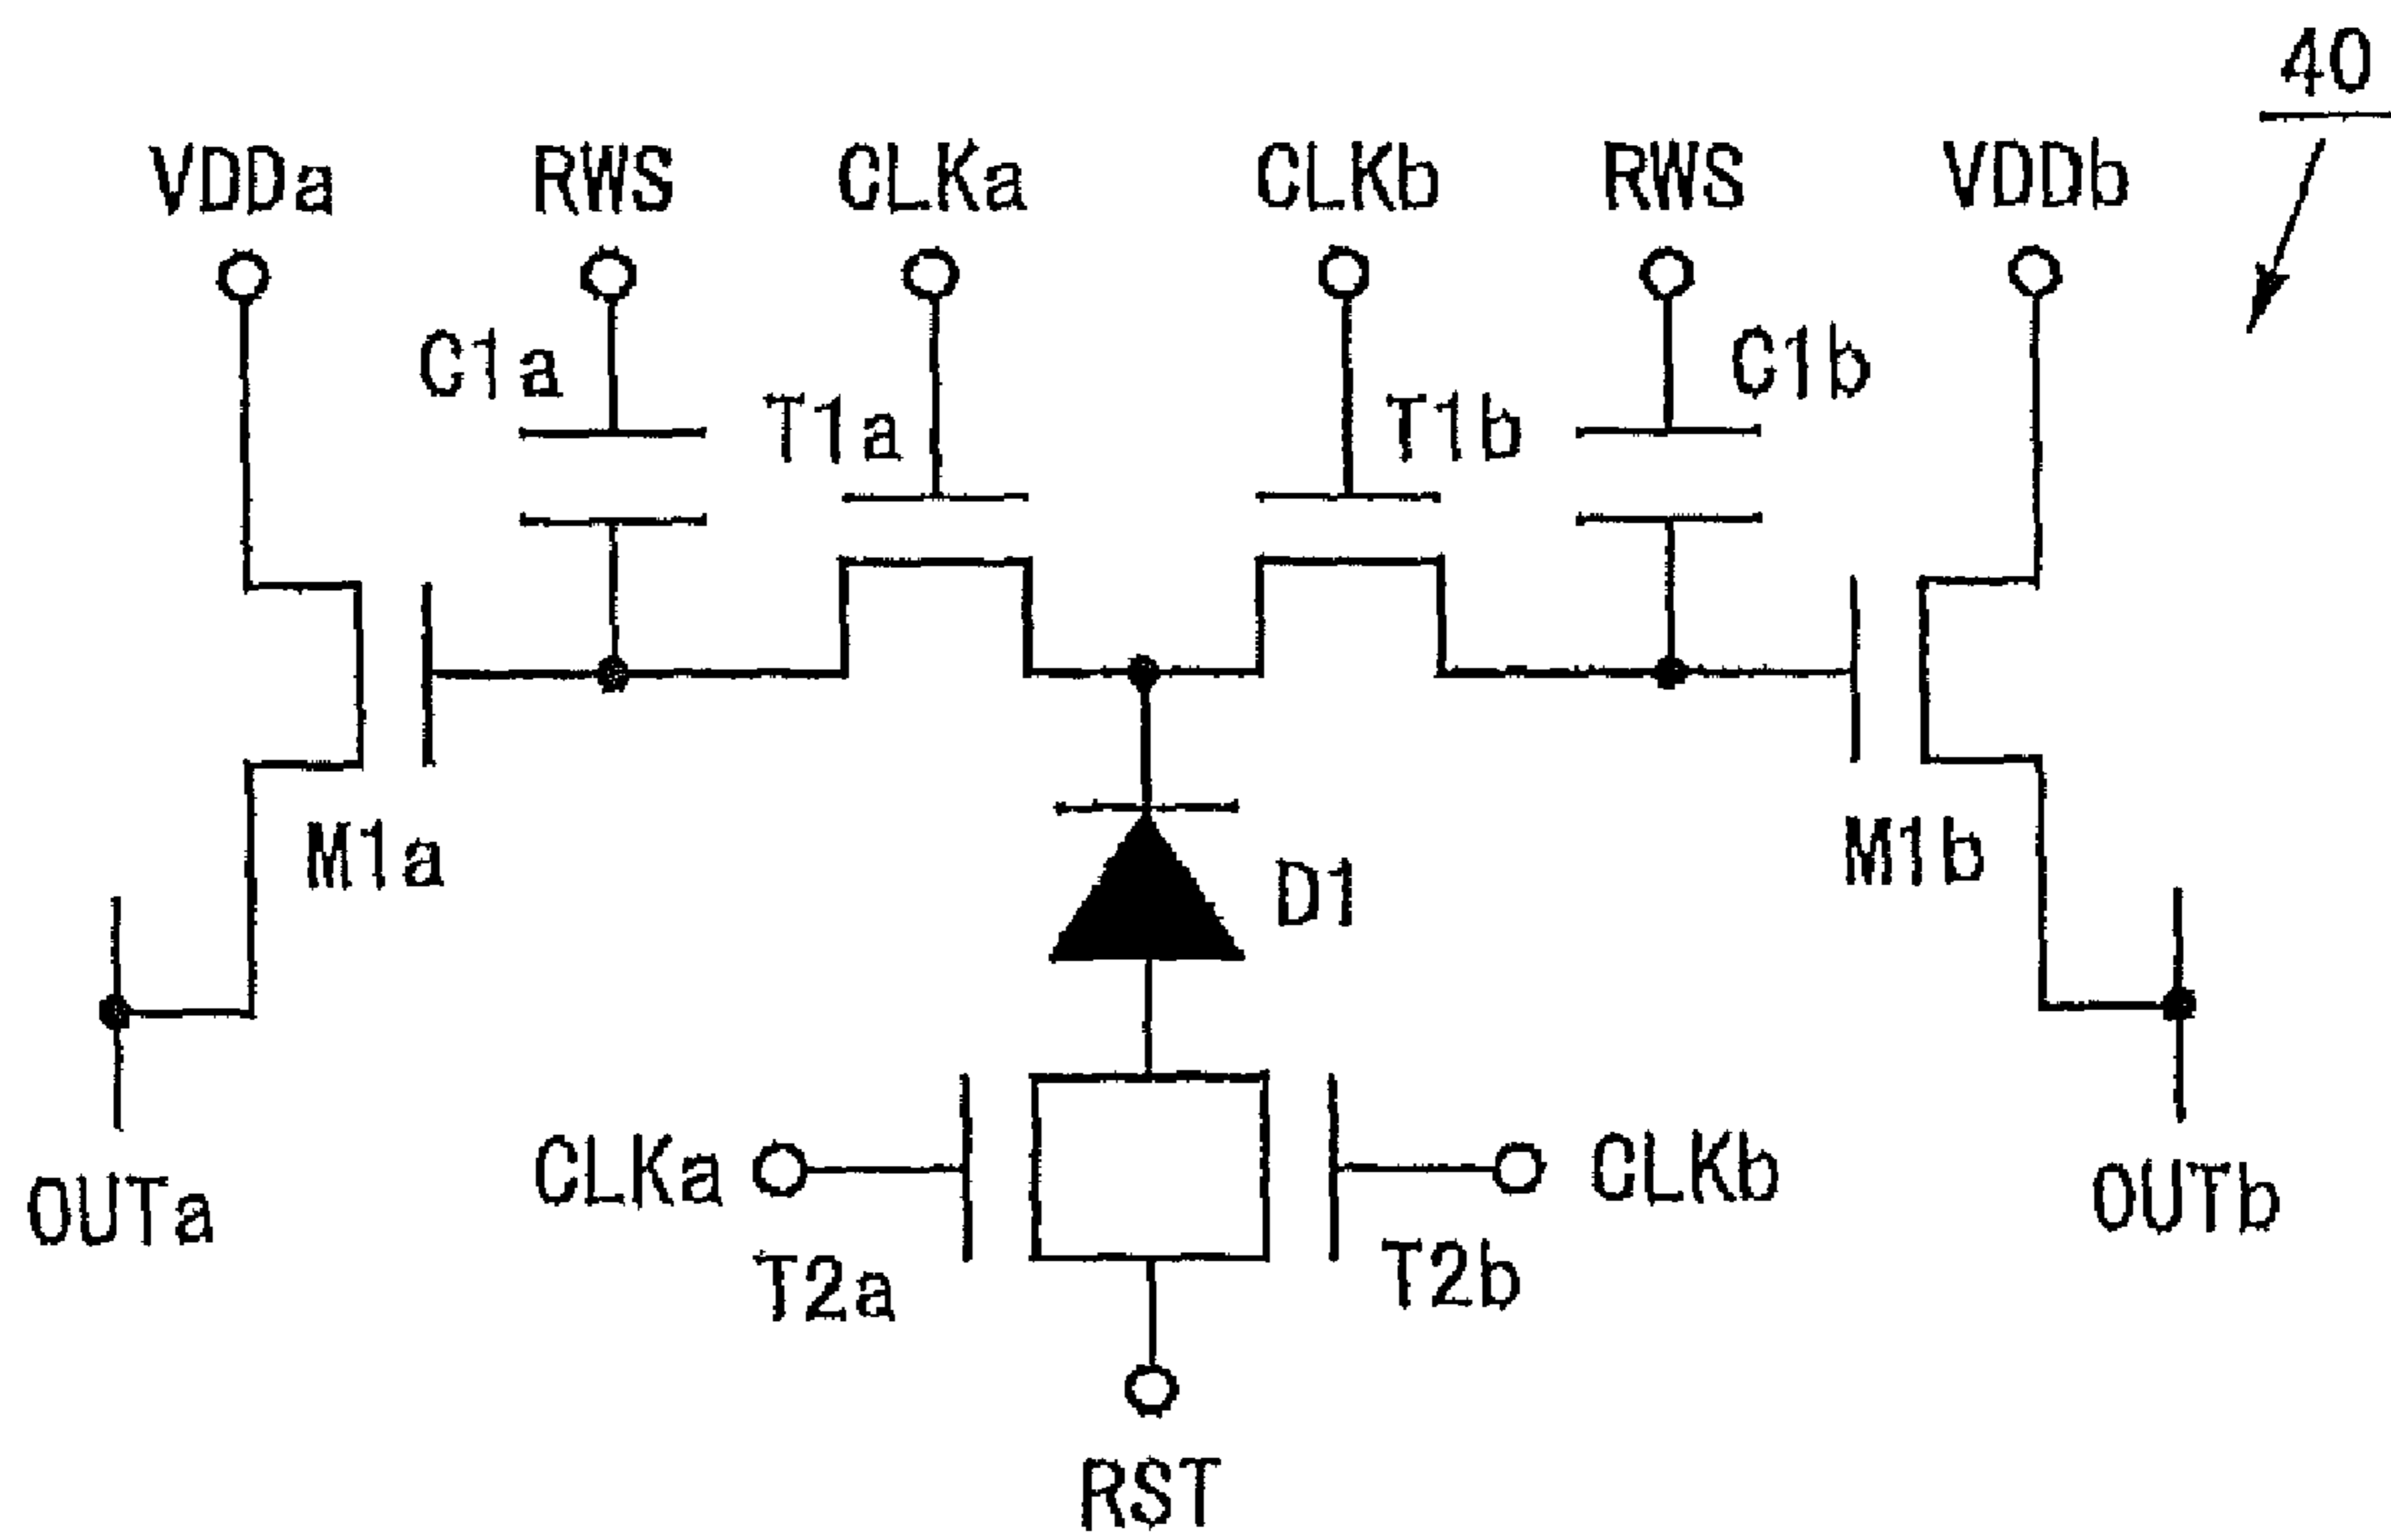 40
VDDa RWS CLKa CLKb RWS VDDb
C1a C1b
T1a T1b
M1a M1b
D1
CLKa CLKb
OUTa OUTb
T2a T2b
RST